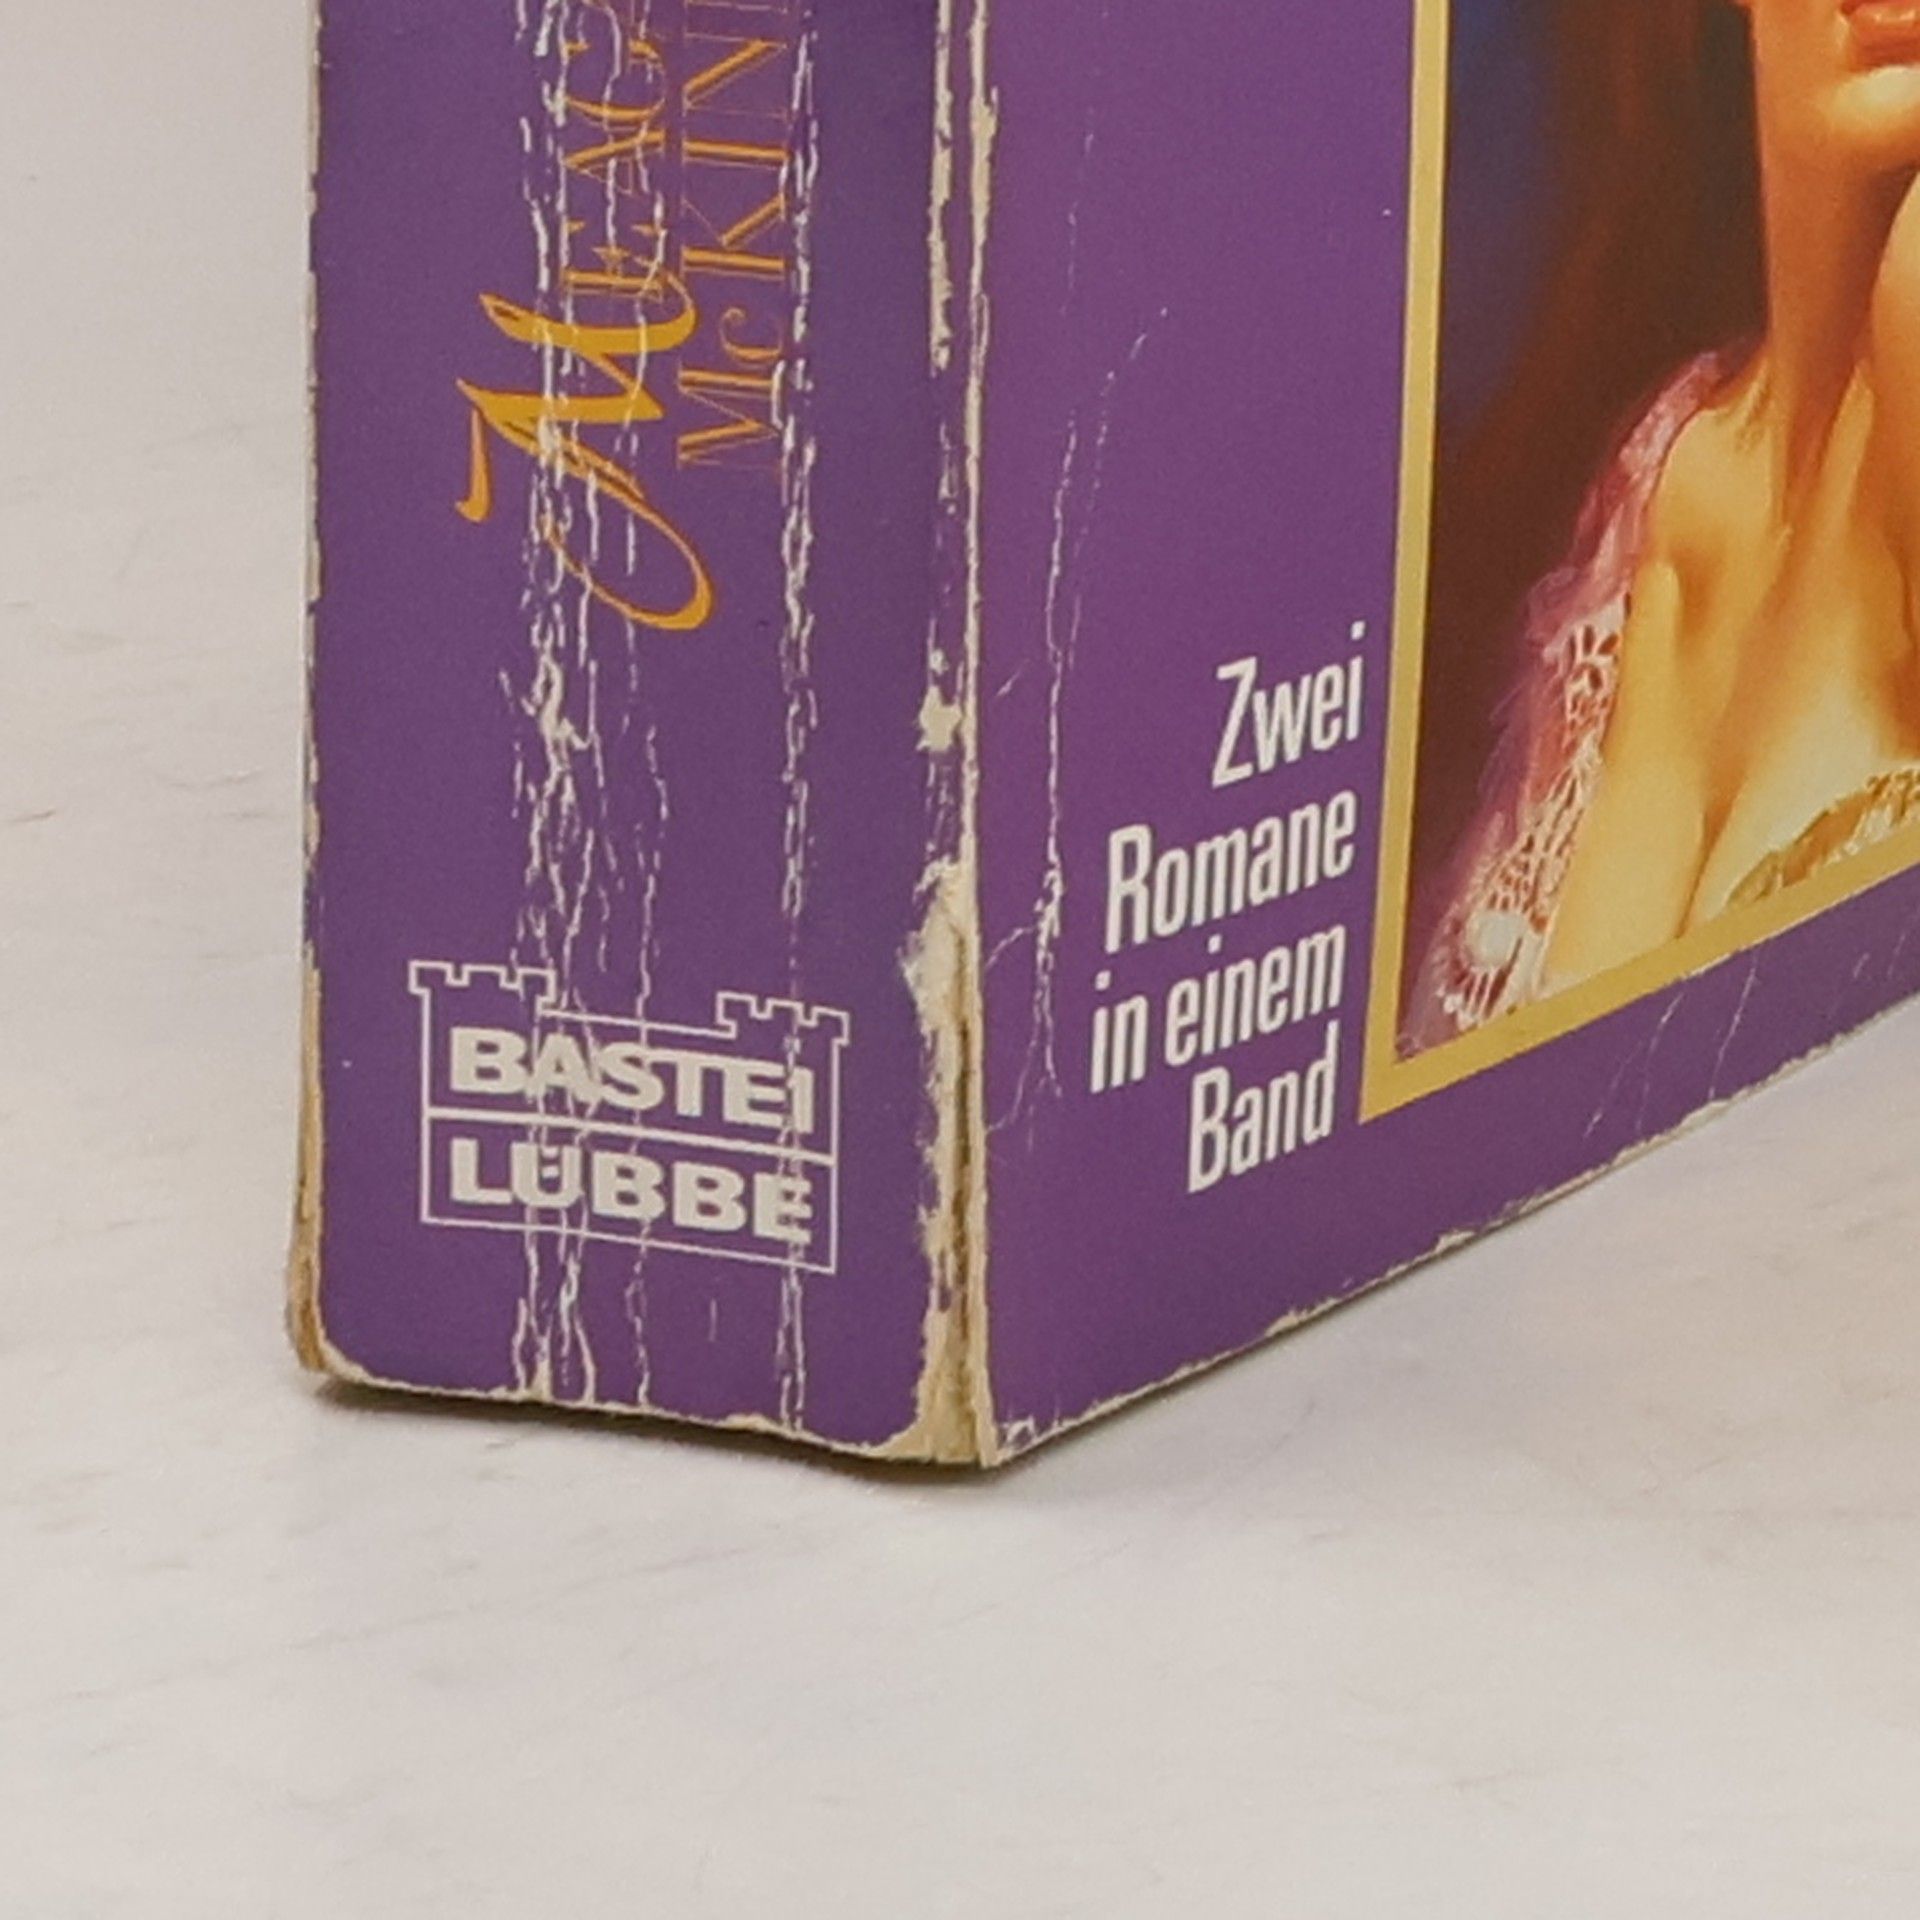 BASTEI
LÜBBE
Zwei
Romane
in einem
Band